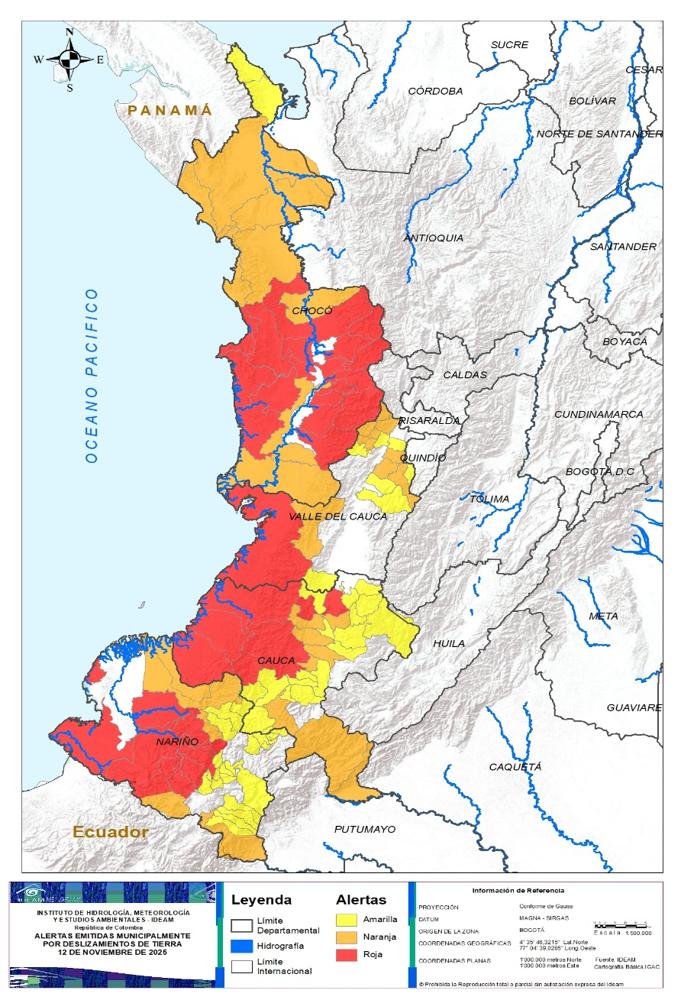 N
W
E
S
PANAMÁ
SUCRE
CESAR
CÓRDOBA
BOLÍVAR
NORTE DE SANTANDER
ANTIOQUIA
SANTANDER
CHOCÓ
OCEANO PACIFICO
BOYACÁ
CALDAS
CUNDINAMARCA
RISARALDA
QUINDÍO
BOGOTÁ,D.C
TOLIMA
VALLE DEL CAUCA
META
HUILA
CAUCA
GUAVIARE
NARIÑO
CAQUETÁ
Ecuador
PUTUMAYO
IDEAM
INSTITUTO DE HIDROLOGÍA, METEOROLOGÍA
Y ESTUDIOS AMBIENTALES - IDEAM
República de Colombia
ALERTAS EMITIDAS MUNICIPALMENTE
POR DESLIZAMIENTOS DE TIERRA
12 DE NOVIEMBRE DE 2025
Leyenda
Límite
Departamental
Hidrografía
Límite
Internacional
Alertas
Amarilla
Naranja
Roja
Información de Referencia
PROYECCIÓN Conforme de Gauss
DATUM MAGNA - SIRGAS
ORIGEN DE LA ZONA BOGOTÁ
COORDENADAS GEOGRÁFICAS 4° 35' 46,3215" Lat.Norte
77° 04' 39,0285" Long.Oeste
COORDENADAS PLANAS 1'000.000 metros Norte
1'000.000 metros Este
Escala 1:500.000
Fuente: IDEAM
Cartografía Básica IGAC
© Prohibida la Reproducción total o parcial sin autozación expresa del Ideam